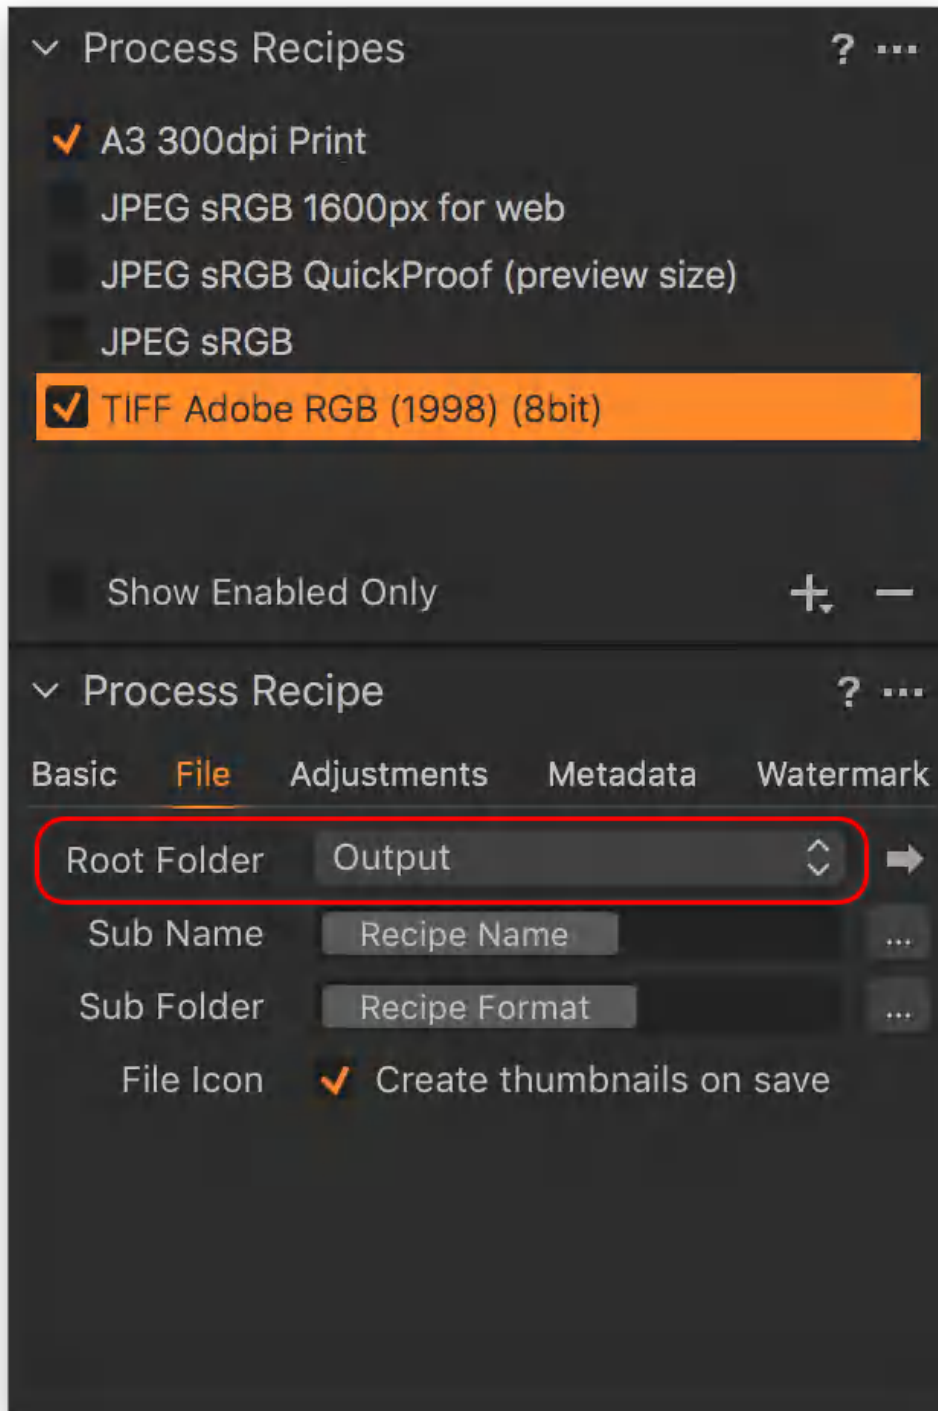 Process Recipes ? ...
A3 300dpi Print
JPEG sRGB 1600px for web
JPEG sRGB QuickProof (preview size)
JPEG sRGB
TIFF Adobe RGB (1998) (8bit)
Show Enabled Only
Process Recipe ? ...
Basic File Adjustments Metadata Watermark
Root Folder Output
Sub Name Recipe Name ...
Sub Folder Recipe Format ...
File Icon Create thumbnails on save